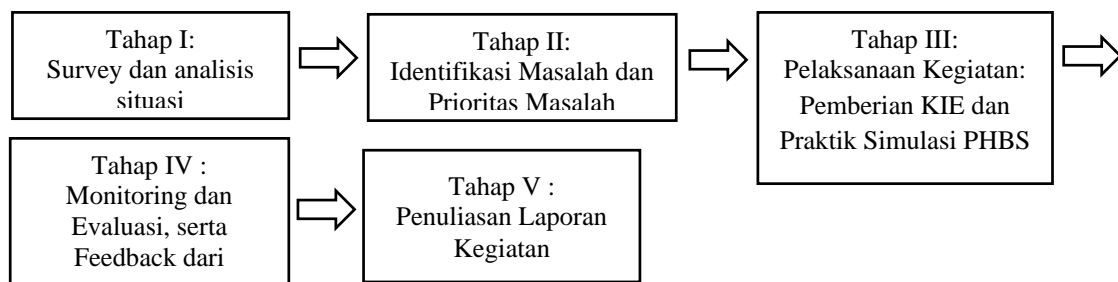 Tahap I:
Survey dan analisis
situasi
Tahap II:
Identifikasi Masalah dan
Prioritas Masalah
Tahap III:
Pelaksanaan Kegiatan:
Pemberian KIE dan
Praktik Simulasi PHBS
Tahap IV :
Monitoring dan
Evaluasi, serta
Feedback dari
Tahap V :
Penuliasan Laporan
Kegiatan